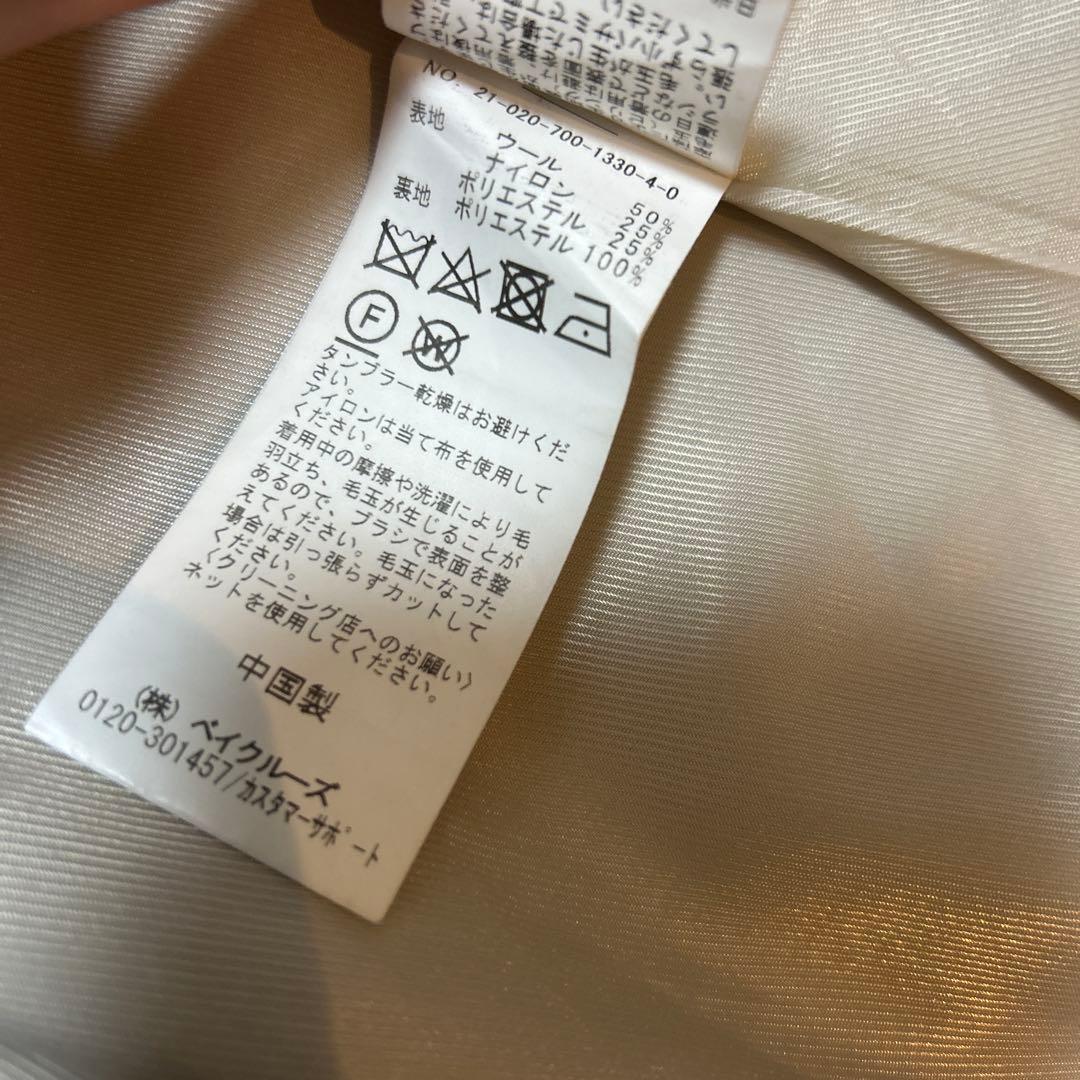 NO. 21-020-700-1330-4-0
表地 ウール 50%
ナイロン 25%
ポリエステル 25%
裏地 ポリエステル 100%
F
W
タンブラー乾燥はお避けくだ
さい。
アイロンは当て布を使用して
ください。
着用中の摩擦や洗濯により毛
羽立ち、毛玉が生じることが
あるので、ブラシで表面を整
えてください。毛玉になった
場合は引っ張らずカットして
ください。
〈クリーニング店へのお願い〉
ネットを使用してください。
中国製
(株) ベイクルーズ
0120-301457/カスタマーサポート